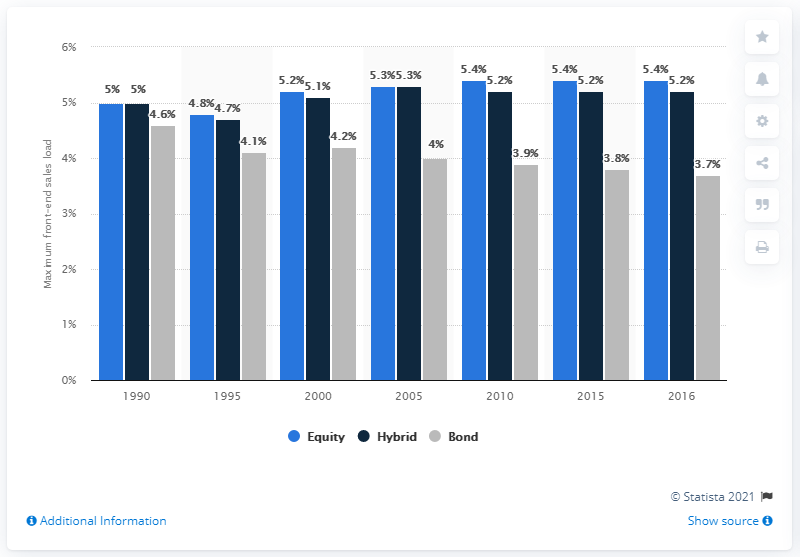 6%
5%
4%
3%
2%
1%
0%
Maximum front-end sales load
5% 5% 4.6%
4.8% 4.7% 4.1%
5.2% 5.1% 4.2%
5.3% 5.3% 4%
5.4% 5.2% 3.9%
5.4% 5.2% 3.8%
5.4% 5.2% 3.7%
1990 1995 2000 2005 2010 2015 2016
Equity Hybrid Bond
© Statista 2021
Additional Information Show source